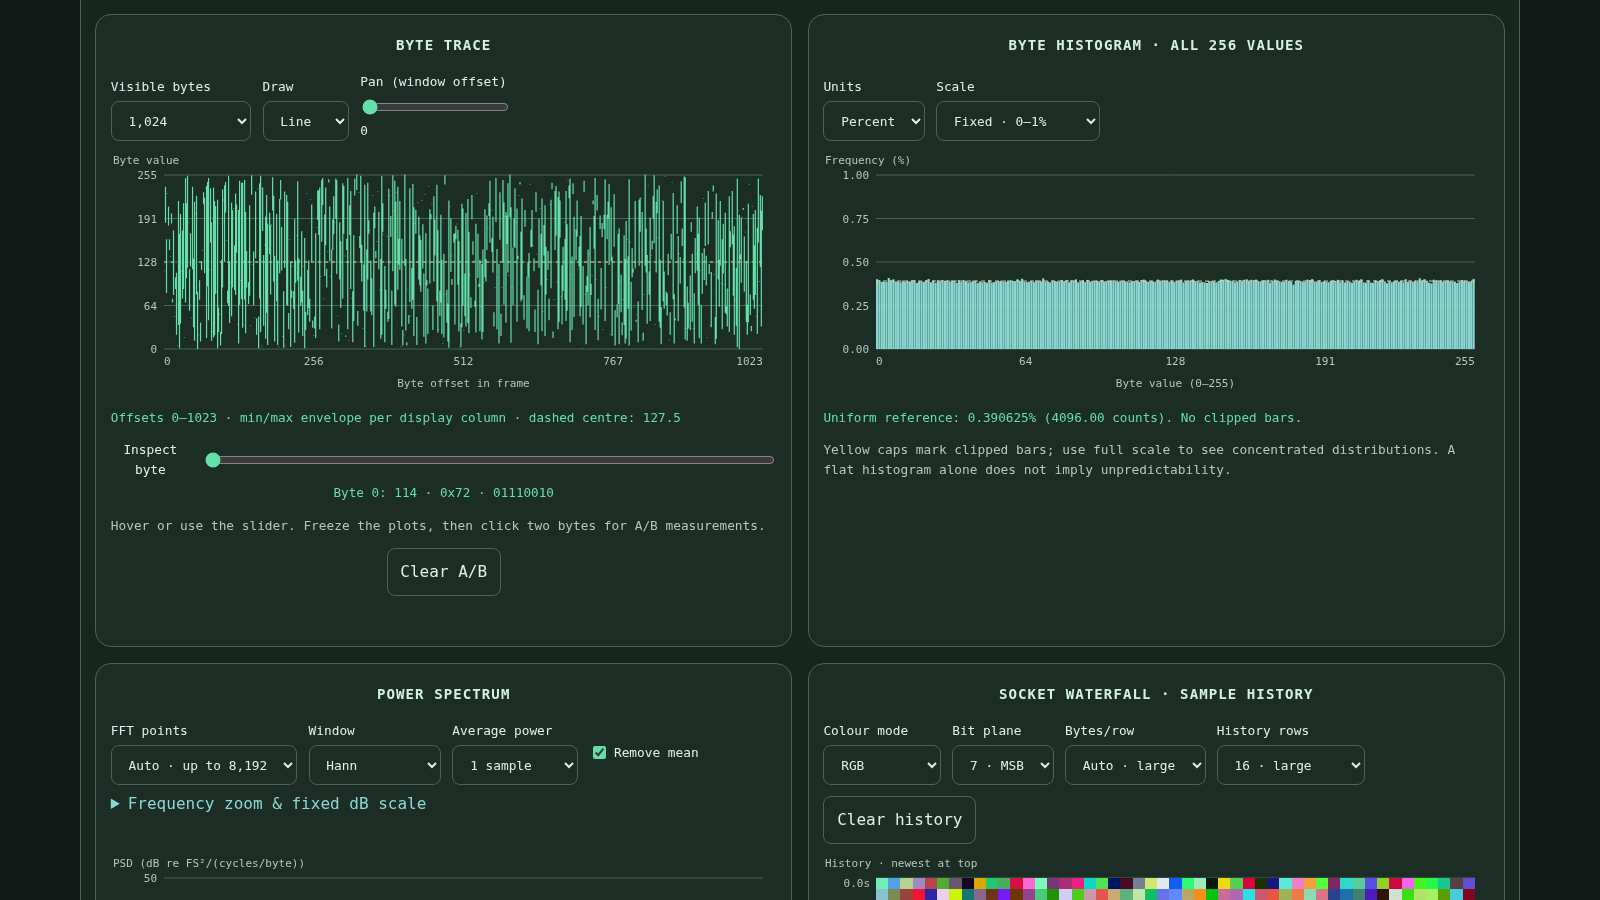 BYTE TRACE
Visible bytes
Draw
Pan (window offset)
1,024
Line
0
Byte value
255
191
128
64
0
0
256
512
767
1023
Byte offset in frame
Offsets 0–1023 · min/max envelope per display column · dashed centre: 127.5
Inspect
byte
Byte 0: 114 · 0x72 · 01110010
Hover or use the slider. Freeze the plots, then click two bytes for A/B measurements.
Clear A/B
BYTE HISTOGRAM · ALL 256 VALUES
Units
Scale
Percent
Fixed · 0–1%
Frequency (%)
1.00
0.75
0.50
0.25
0.00
0
64
128
191
255
Byte value (0–255)
Uniform reference: 0.390625% (4096.00 counts). No clipped bars.
Yellow caps mark clipped bars; use full scale to see concentrated distributions. A
flat histogram alone does not imply unpredictability.
POWER SPECTRUM
FFT points
Window
Average power
Auto · up to 8,192
Hann
1 sample
Remove mean
Frequency zoom & fixed dB scale
PSD (dB re FS²/(cycles/byte))
50
SOCKET WATERFALL · SAMPLE HISTORY
Colour mode
Bit plane
Bytes/row
History rows
RGB
7 · MSB
Auto · large
16 · large
Clear history
History · newest at top
0.0s